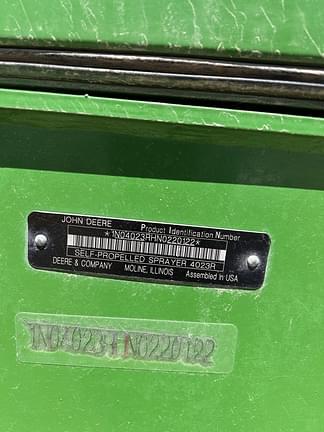 JOHN DEERE
Product Identification Number
*1N04023RHN0220122*
SELF-PROPELLED SPRAYER 4023R
DEERE & COMPANY MOLINE, ILLINOIS Assembled in USA
1N04023RHN0220122